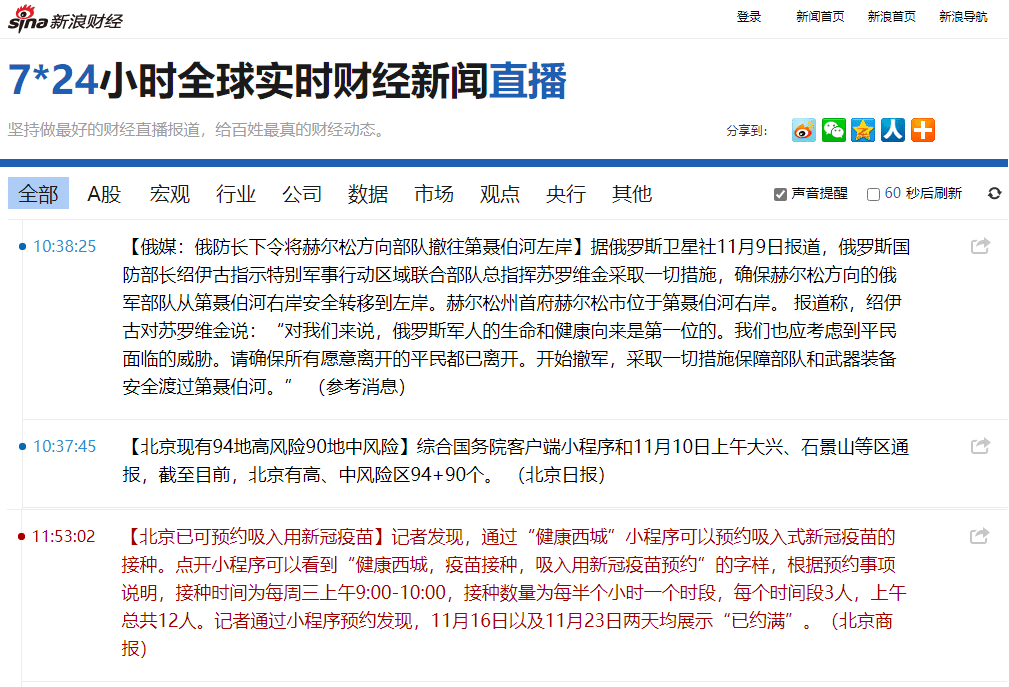 sina新浪财经
登录 新闻首页 新浪首页 新浪导航
7*24小时全球实时财经新闻直播
坚持做最好的财经直播报道，给百姓最真的财经动态。
分享到：
全部 A股 宏观 行业 公司 数据 市场 观点 央行 其他 声音提醒 60 秒后刷新
10:38:25 【俄媒：俄防长下令将赫尔松方向部队撤往第聂伯河左岸】据俄罗斯卫星社11月9日报道，俄罗斯国
防部长绍伊古指示特别军事行动区域联合部队总指挥苏罗维金采取一切措施，确保赫尔松方向的俄
军部队从第聂伯河右岸安全转移到左岸。赫尔松州首府赫尔松市位于第聂伯河右岸。 报道称，绍伊
古对苏罗维金说：“对我们来说，俄罗斯军人的生命和健康向来是第一位的。我们也应考虑到平民
面临的威胁。请确保所有愿意离开的平民都已离开。开始撤军，采取一切措施保障部队和武器装备
安全渡过第聂伯河。” （参考消息）
10:37:45 【北京现有94地高风险90地中风险】综合国务院客户端小程序和11月10日上午大兴、石景山等区通
报，截至目前，北京有高、中风险区94+90个。 （北京日报）
11:53:02 【北京已可预约吸入用新冠疫苗】记者发现，通过“健康西城”小程序可以预约吸入式新冠疫苗的
接种。点开小程序可以看到“健康西城，疫苗接种，吸入用新冠疫苗预约”的字样，根据预约事项
说明，接种时间为每周三上午9:00-10:00，接种数量为每半个小时一个时段，每个时间段3人，上午
总共12人。记者通过小程序预约发现，11月16日以及11月23日两天均展示“已约满”。（北京商
报）